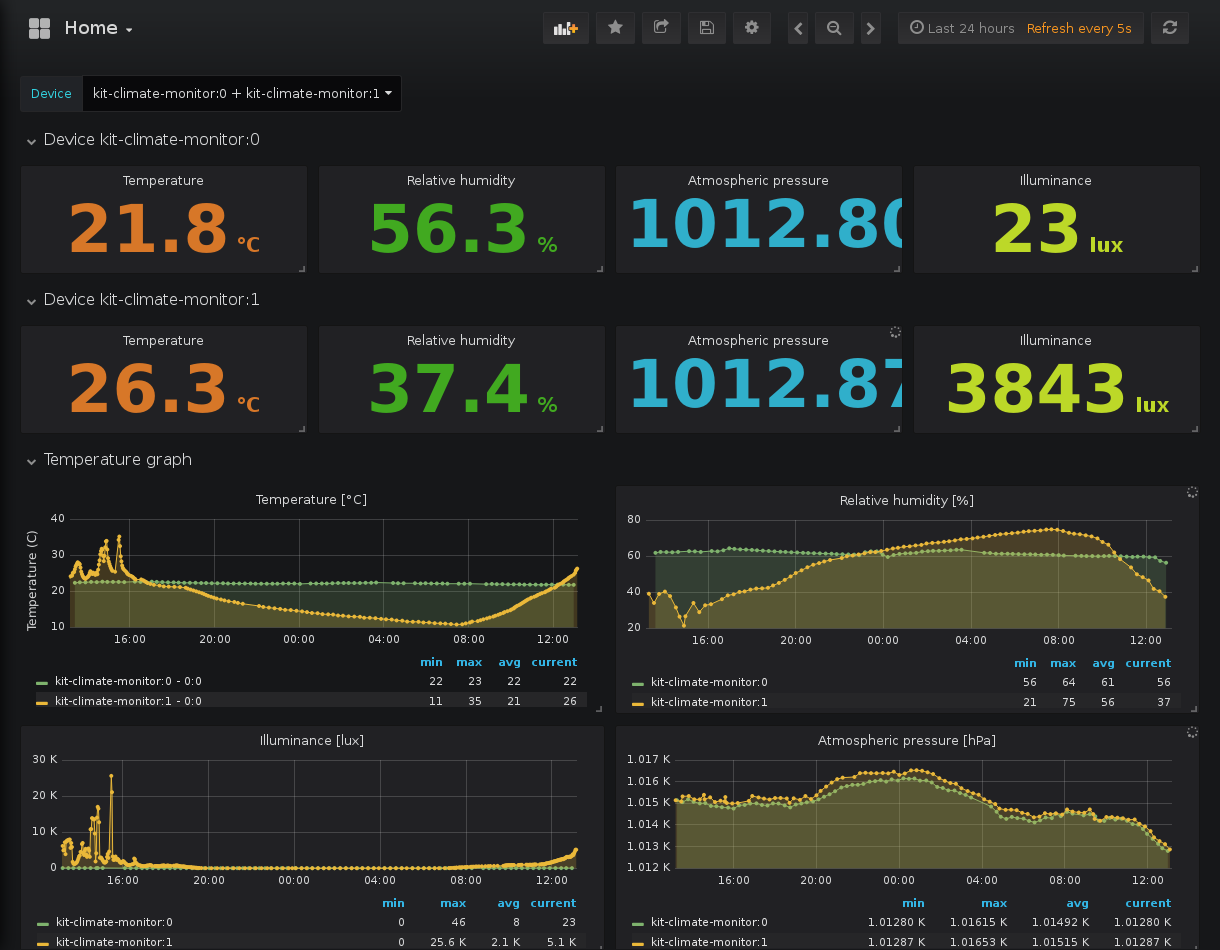 Home
Last 24 hours Refresh every 5s
Device kit-climate-monitor:0 + kit-climate-monitor:1
Device kit-climate-monitor:0
Temperature Relative humidity Atmospheric pressure Illuminance
21.8 °C 56.3 % 1012.80 23 lux
Device kit-climate-monitor:1
Temperature Relative humidity Atmospheric pressure Illuminance
26.3 °C 37.4 % 1012.87 3843 lux
Temperature graph
Temperature [°C]
Temperature (C)
40
30
20
10
16:00 20:00 00:00 04:00 08:00 12:00
min max avg current
kit-climate-monitor:0 - 0:0 22 23 22 22
kit-climate-monitor:1 - 0:0 11 35 21 26
Relative humidity [%]
80
60
40
20
16:00 20:00 00:00 04:00 08:00 12:00
min max avg current
kit-climate-monitor:0 56 64 61 56
kit-climate-monitor:1 21 75 56 37
Illuminance [lux]
30 K
20 K
10 K
0
16:00 20:00 00:00 04:00 08:00 12:00
min max avg current
kit-climate-monitor:0 0 46 8 23
kit-climate-monitor:1 0 25.6 K 2.1 K 5.1 K
Atmospheric pressure [hPa]
1.017 K
1.016 K
1.015 K
1.014 K
1.013 K
1.012 K
16:00 20:00 00:00 04:00 08:00 12:00
min max avg current
kit-climate-monitor:0 1.01280 K 1.01615 K 1.01492 K 1.01280 K
kit-climate-monitor:1 1.01287 K 1.01653 K 1.01515 K 1.01287 K